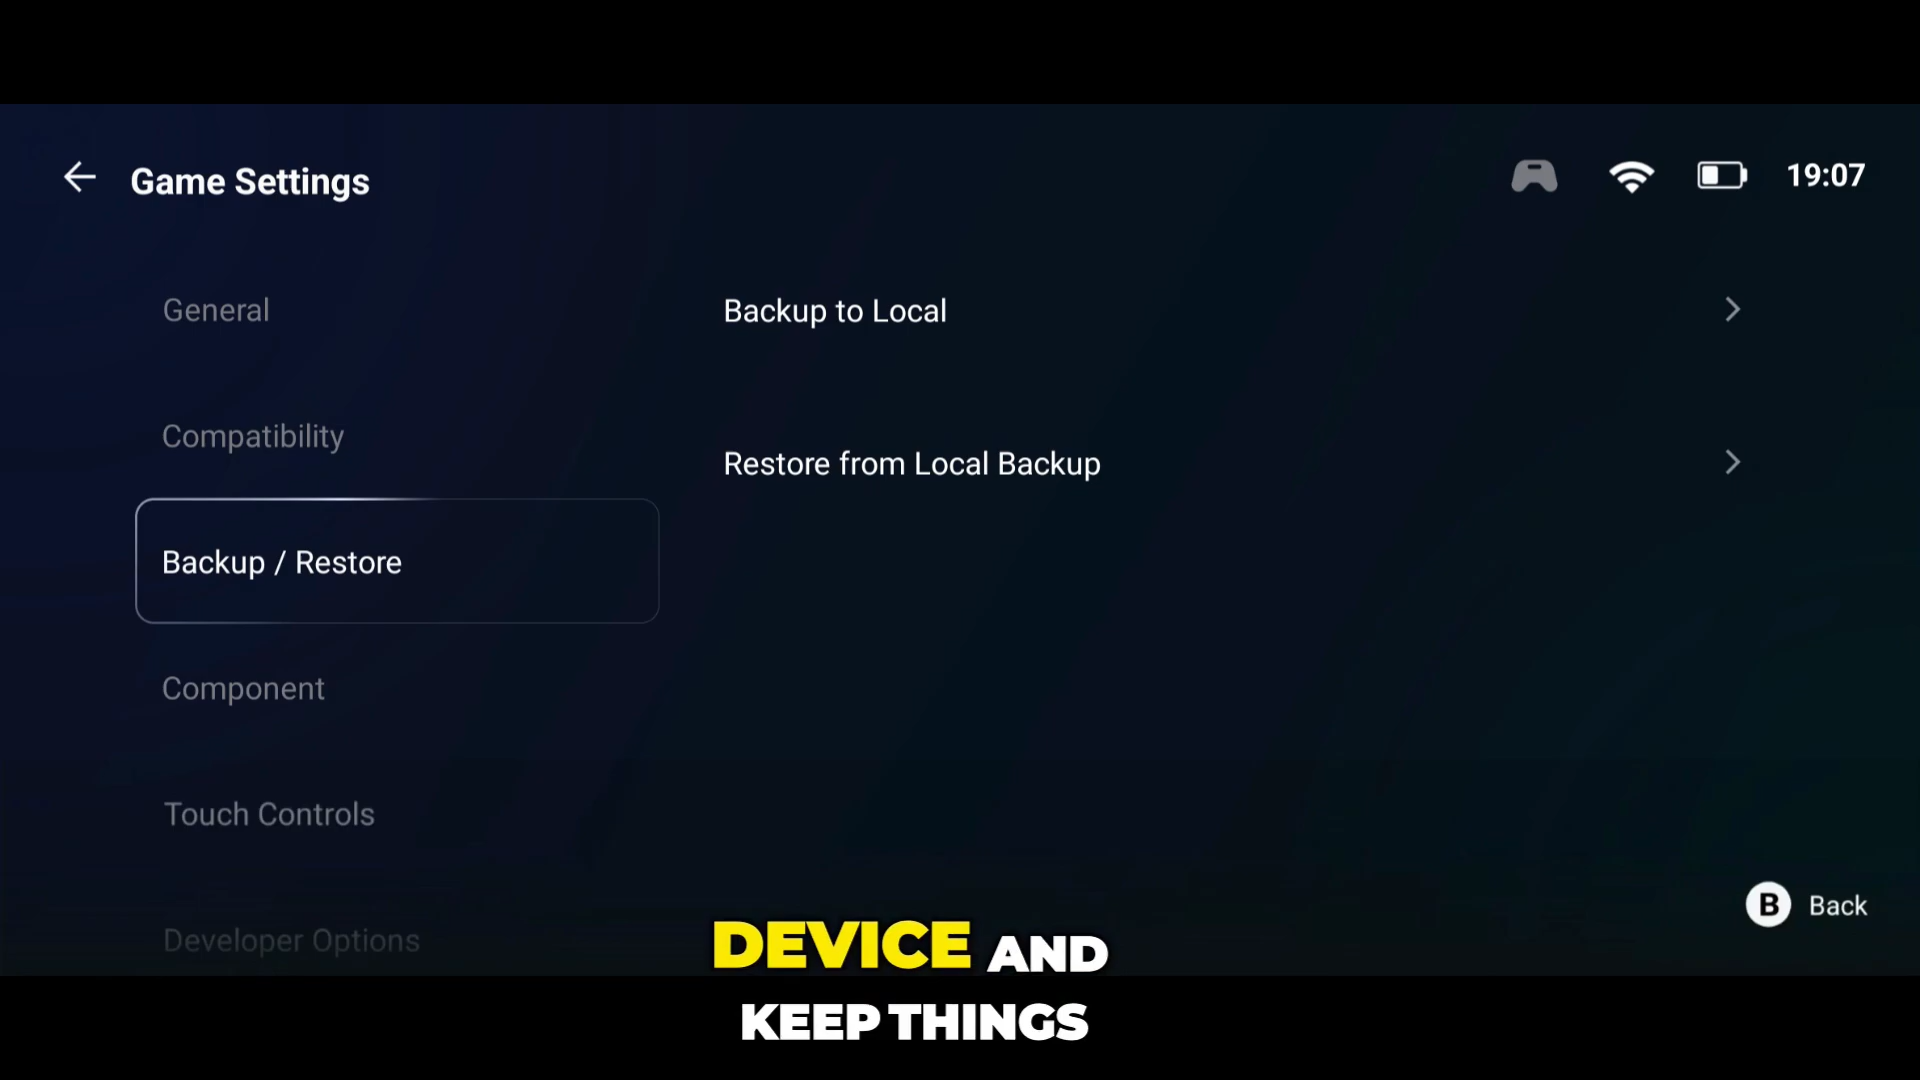 Game Settings
19:07
General
Compatibility
Backup / Restore
Component
Touch Controls
Developer Options
Backup to Local
Restore from Local Backup
B Back
DEVICE AND
KEEP THINGS